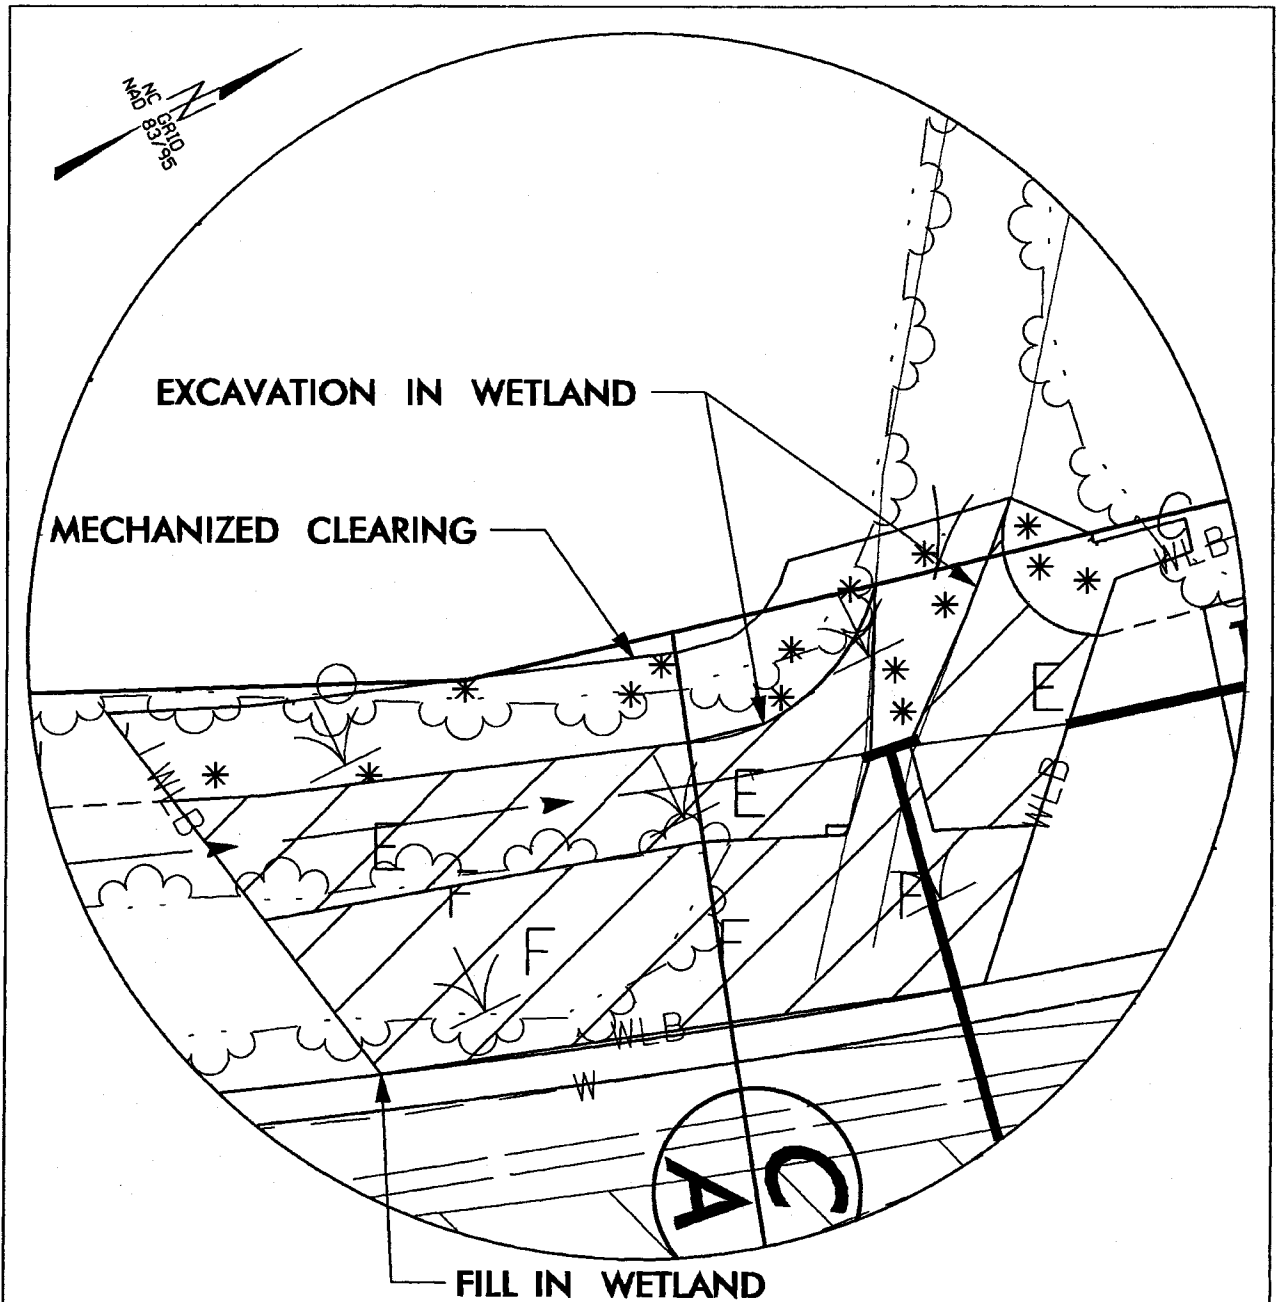 NC GRID
NAD 83/95
EXCAVATION IN WETLAND
MECHANIZED CLEARING
WLB
E
WLB
E
WLB
E
F
F
F
F
WLB
W
C
A
FILL IN WETLAND